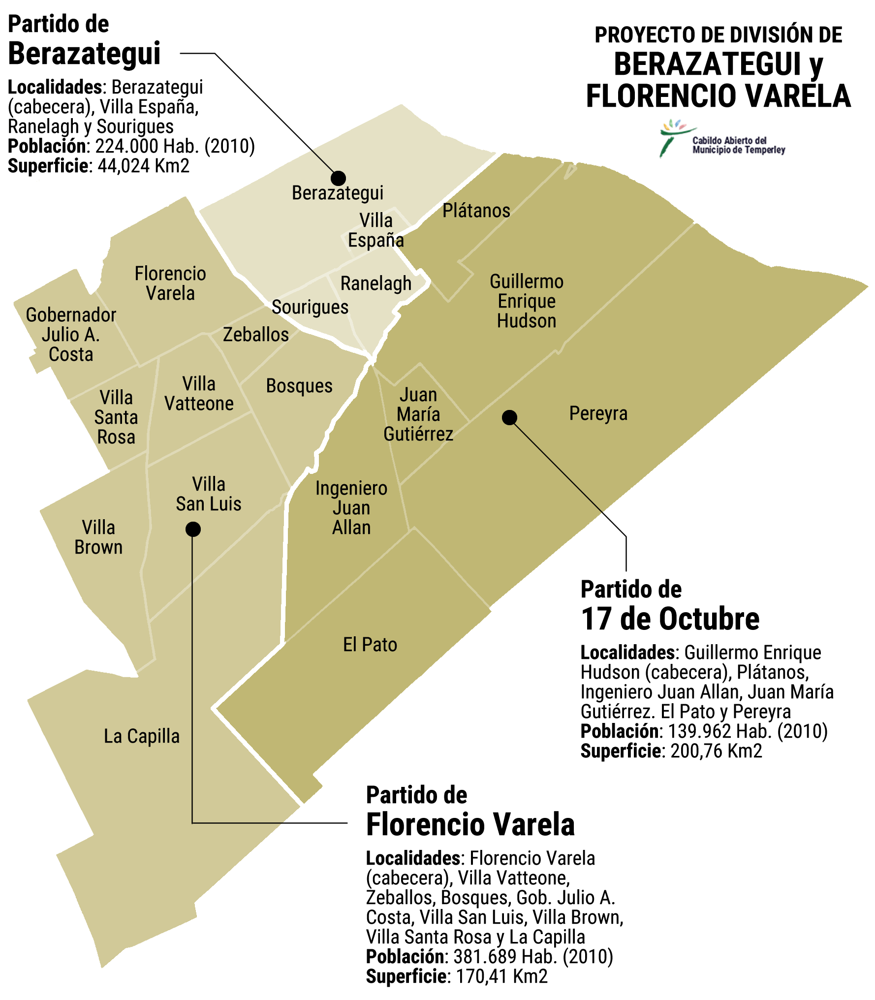 Partido de
Berazategui
Localidades: Berazategui
(cabecera), Villa España,
Ranelagh y Sourigues
Población: 224.000 Hab. (2010)
Superficie: 44,024 Km2
PROYECTO DE DIVISIÓN DE
BERAZATEGUI y
FLORENCIO VARELA
Cabildo Abierto del
Municipio de Temperley
Berazategui
Villa
España
Plátanos
Ranelagh
Sourigues
Guillermo
Enrique
Hudson
Florencio
Varela
Gobernador
Julio A.
Costa
Zeballos
Villa
Vatteone
Bosques
Villa
Santa
Rosa
Juan
María
Gutiérrez
Pereyra
Villa
San Luis
Ingeniero
Juan
Allan
Villa
Brown
El Pato
La Capilla
Partido de
17 de Octubre
Localidades: Guillermo Enrique
Hudson (cabecera), Plátanos,
Ingeniero Juan Allan, Juan María
Gutiérrez. El Pato y Pereyra
Población: 139.962 Hab. (2010)
Superficie: 200,76 Km2
Partido de
Florencio Varela
Localidades: Florencio Varela
(cabecera), Villa Vatteone,
Zeballos, Bosques, Gob. Julio A.
Costa, Villa San Luis, Villa Brown,
Villa Santa Rosa y La Capilla
Población: 381.689 Hab. (2010)
Superficie: 170,41 Km2